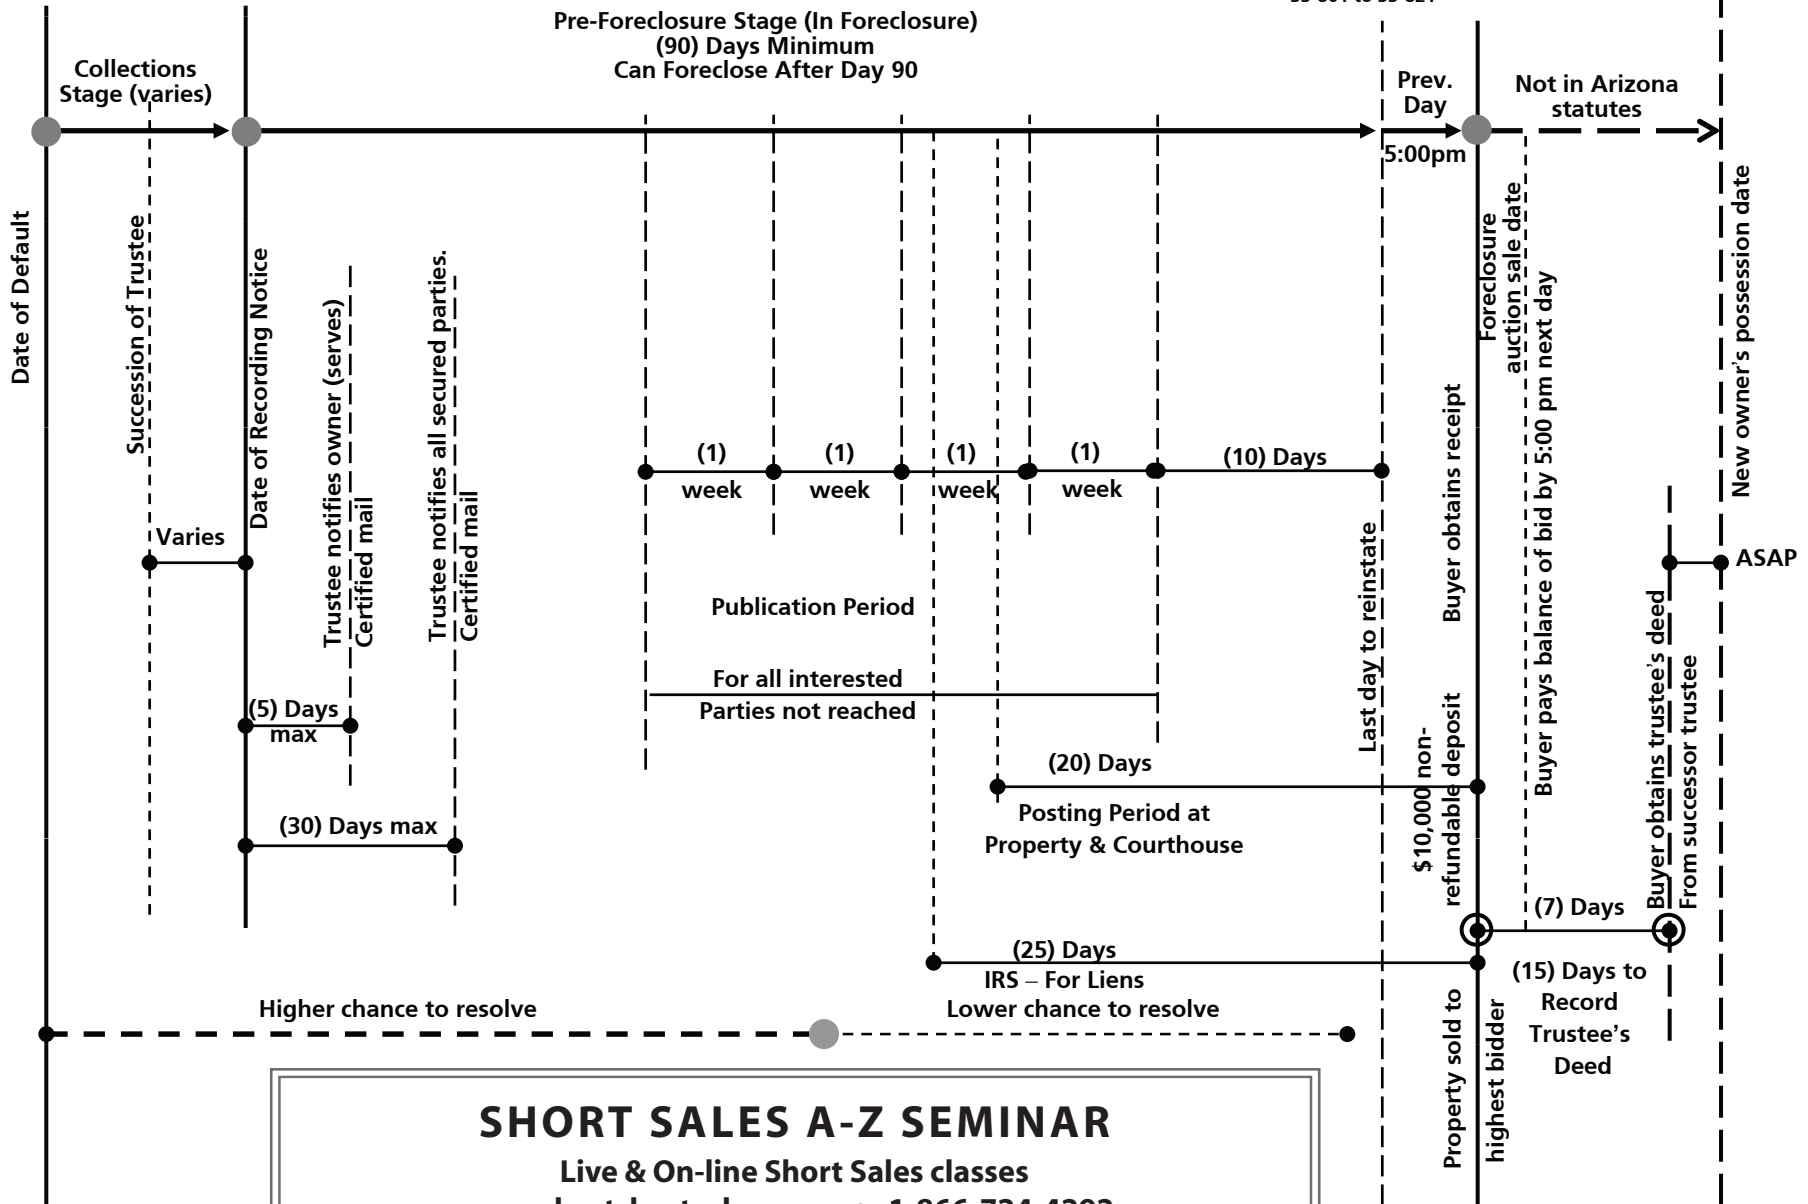 Pre-Foreclosure Stage (In Foreclosure)
(90) Days Minimum
Can Foreclose After Day 90
Collections
Stage (varies)
Prev.
Day
5:00pm
Not in Arizona
statutes
Date of Default
Succession of Trustee
Date of Recording Notice
Trustee notifies owner (serves)
Certified mail
Trustee notifies all secured parties.
Certified mail
Varies
(5) Days
max
(30) Days max
(1)
week
(1)
week
(1)
week
(1)
week
(10) Days
Publication Period
For all interested
Parties not reached
(20) Days
Posting Period at
Property & Courthouse
(25) Days
IRS – For Liens
Last day to reinstate
$10,000 non-
refundable deposit
Buyer obtains receipt
Foreclosure
auction sale date
Buyer pays balance of bid by 5:00 pm next day
Buyer obtains trustee's deed
From successor trustee
New owner's possession date
ASAP
(7) Days
(15) Days to
Record
Trustee’s
Deed
Property sold to
highest bidder
Higher chance to resolve
Lower chance to resolve
SHORT SALES A-Z SEMINAR
Live & On-line Short Sales classes